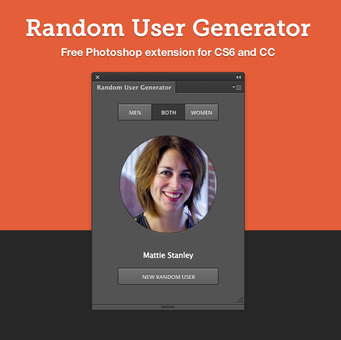 Random User Generator
Free Photoshop extension for CS6 and CC
Random User Generator
MEN BOTH WOMEN
Mattie Stanley
NEW RANDOM USER